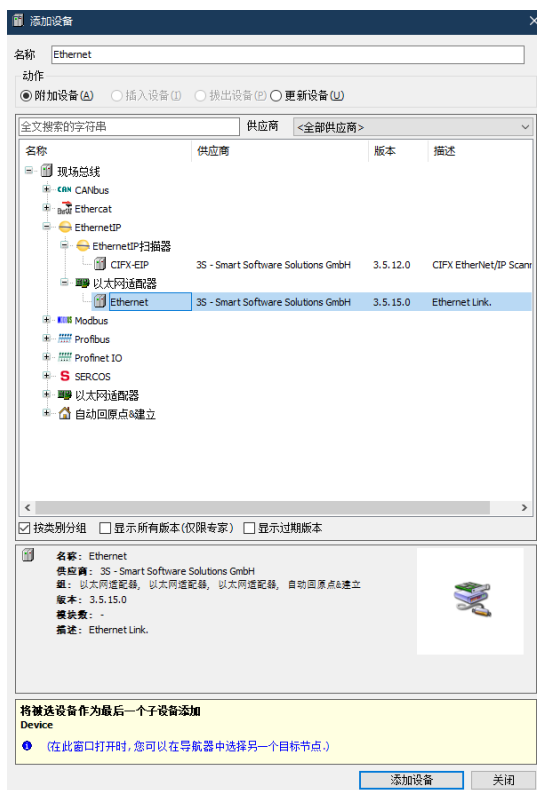 添加设备
名称 Ethernet
动作
附加设备(A) 插入设备(I) 拔出设备(P) 更新设备(U)
全文搜索的字符串 供应商 <全部供应商>
名称 供应商 版本 描述
现场总线
CAN CANbus
Ethercat
EthernetIP
EthernetIP扫描器
CIFX-EIP 3S - Smart Software Solutions GmbH 3.5.12.0 CIFX EtherNet/IP Scanr
以太网适配器
Ethernet 3S - Smart Software Solutions GmbH 3.5.15.0 Ethernet Link.
Modbus
Profibus
Profinet IO
S SERCOS
以太网适配器
自动回原点&建立
按类别分组 显示所有版本(仅限专家) 显示过期版本
名称: Ethernet
供应商: 3S - Smart Software Solutions GmbH
组: 以太网适配器, 以太网适配器, 以太网适配器, 自动回原点&建立
版本: 3.5.15.0
模块数: -
描述: Ethernet Link.
将被选设备作为最后一个子设备添加
Device
(在此窗口打开时,您可以在导航器中选择另一个目标节点.)
添加设备 关闭